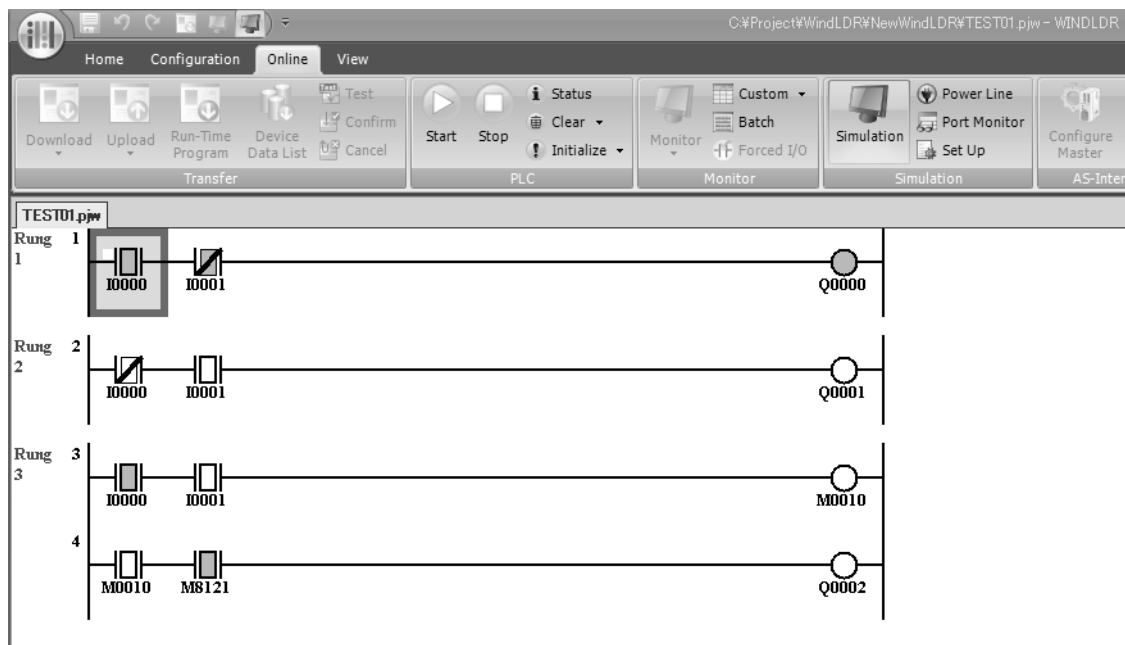 C:¥Project¥WindLDR¥NewWindLDR¥TEST01.pjw - WINDLDR
Home Configuration Online View
Download Upload Run-Time Program Device Data List Test Confirm Cancel
Start Stop Status Clear Initialize
Monitor Custom Batch Forced I/O
Simulation Power Line Port Monitor Set Up
Configure Master
Transfer PLC Monitor Simulation AS-Inter
TEST01.pjw
Rung 1 1
I0000 I0001 Q0000
Rung 2 2
I0000 I0001 Q0001
Rung 3 3
I0000 I0001 M0010
4
M0010 M8121 Q0002